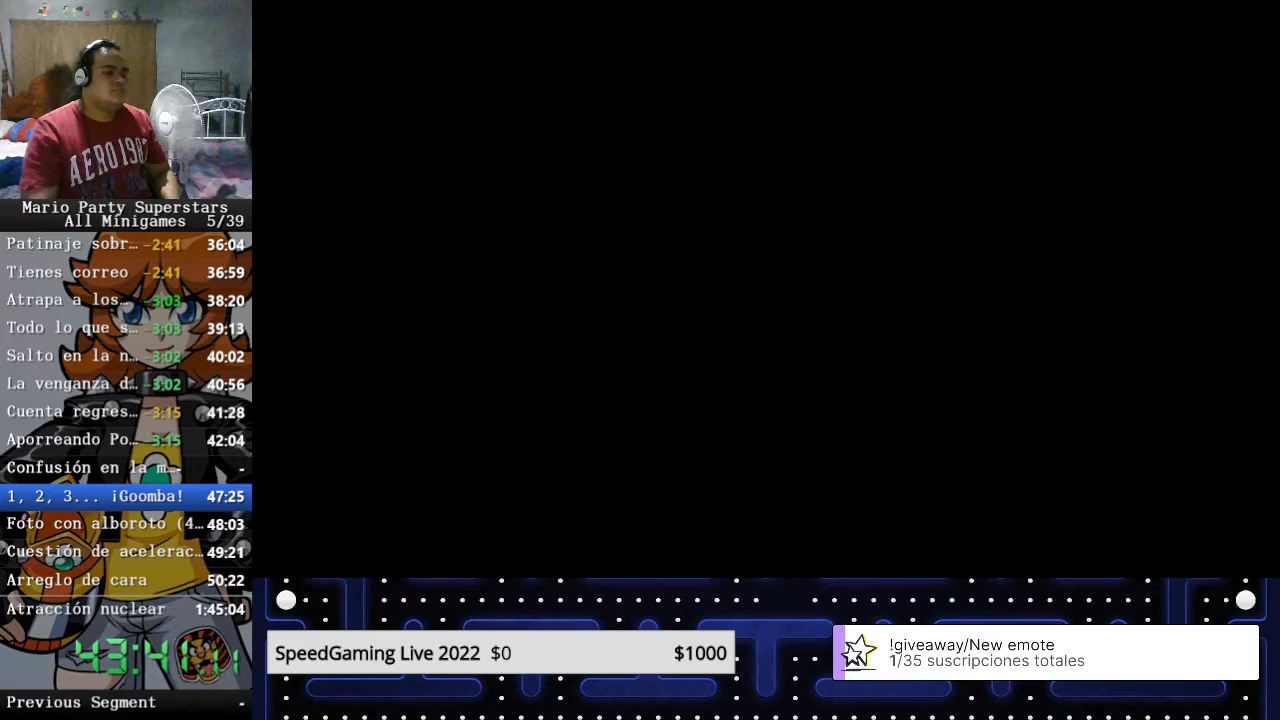 AERO 1987
Mario Party Superstars
All Minigames 5/39
Patinaje sobr… -2:41 36:04
Tienes correo -2:41 36:59
Atrapa a los… -3:03 38:20
Todo lo que s… -3:03 39:13
Salto en la n… -3:02 40:02
La venganza d… -3:02 40:56
Cuenta regres… -3:15 41:28
Aporreando Po… -3:15 42:04
Confusión en la m… - -
1, 2, 3... ¡Goomba! 47:25
Foto con alboroto (4… 48:03
Cuestión de acelerac… 49:21
Arreglo de cara 50:22
Atracción nuclear 1:45:04
43:41
Previous Segment -
SpeedGaming Live 2022 $0 $1000
!giveaway/New emote
1/35 suscripciones totales